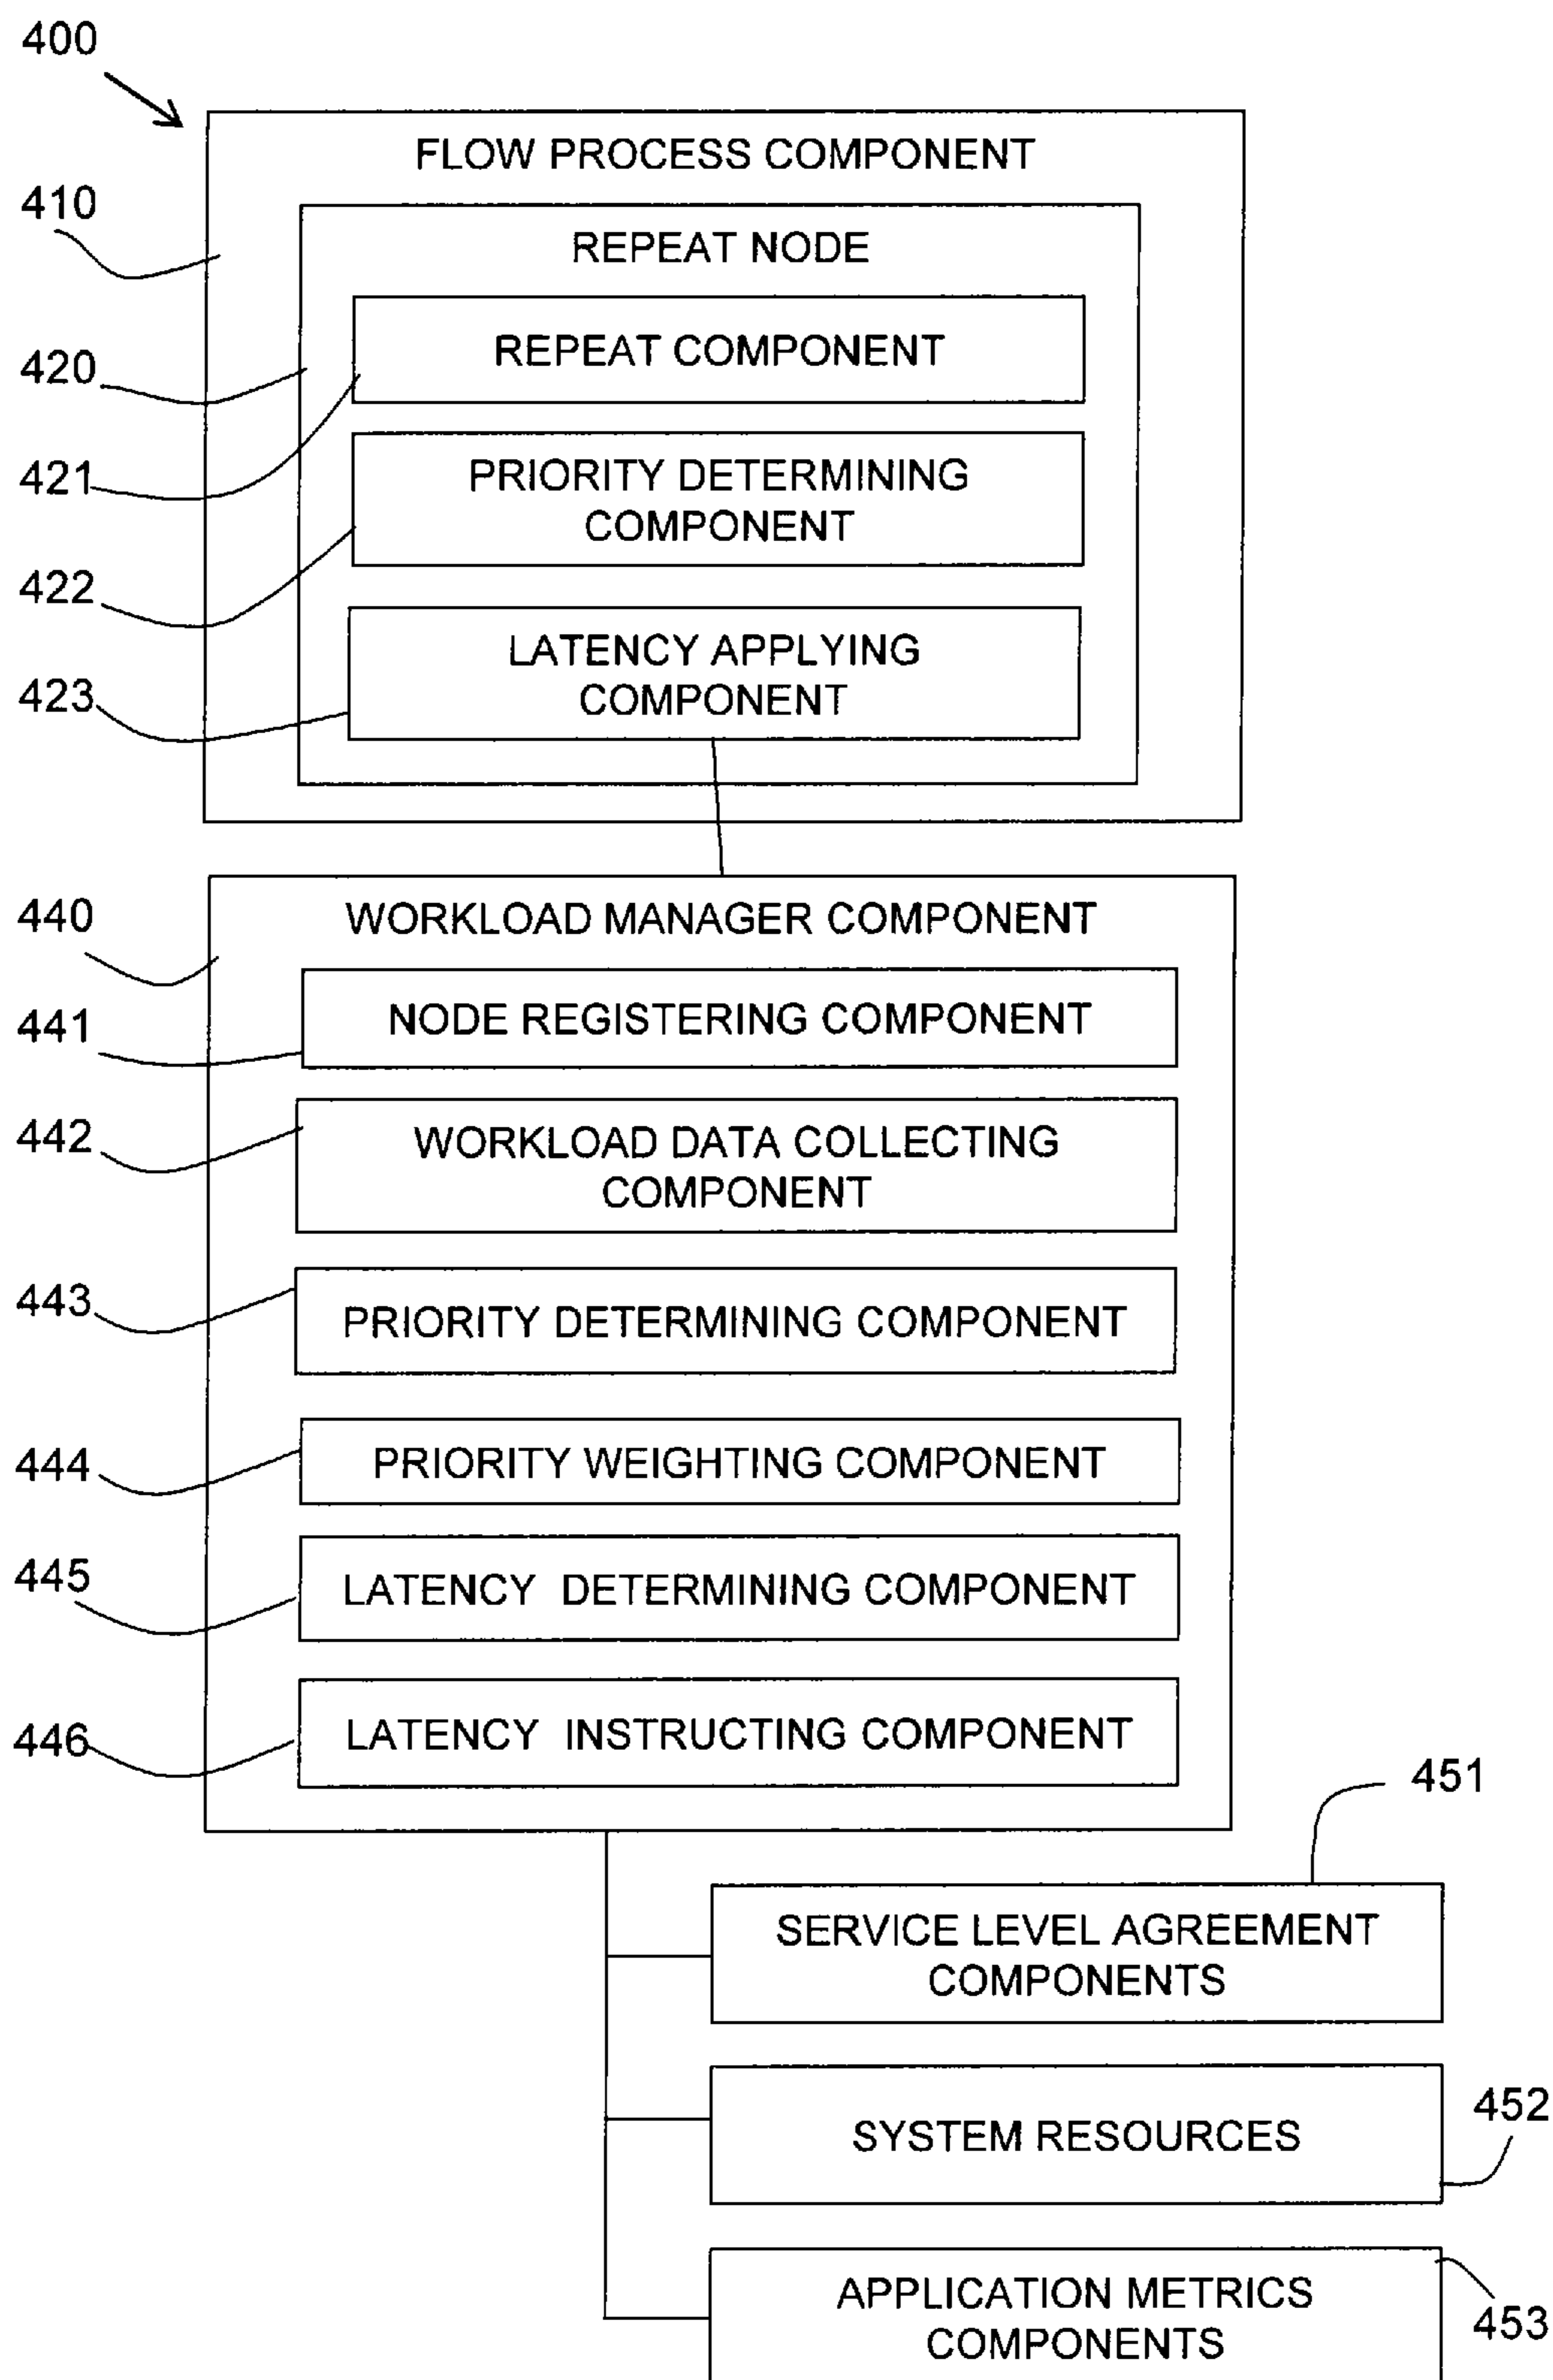 400
FLOW PROCESS COMPONENT
410
REPEAT NODE
REPEAT COMPONENT
420
421
PRIORITY DETERMINING
COMPONENT
422
LATENCY APPLYING
COMPONENT
423
440
WORKLOAD MANAGER COMPONENT
441
NODE REGISTERING COMPONENT
442
WORKLOAD DATA COLLECTING
COMPONENT
443
PRIORITY DETERMINING COMPONENT
444
PRIORITY WEIGHTING COMPONENT
445
LATENCY DETERMINING COMPONENT
446
LATENCY INSTRUCTING COMPONENT
451
SERVICE LEVEL AGREEMENT
COMPONENTS
452
SYSTEM RESOURCES
APPLICATION METRICS
COMPONENTS
453